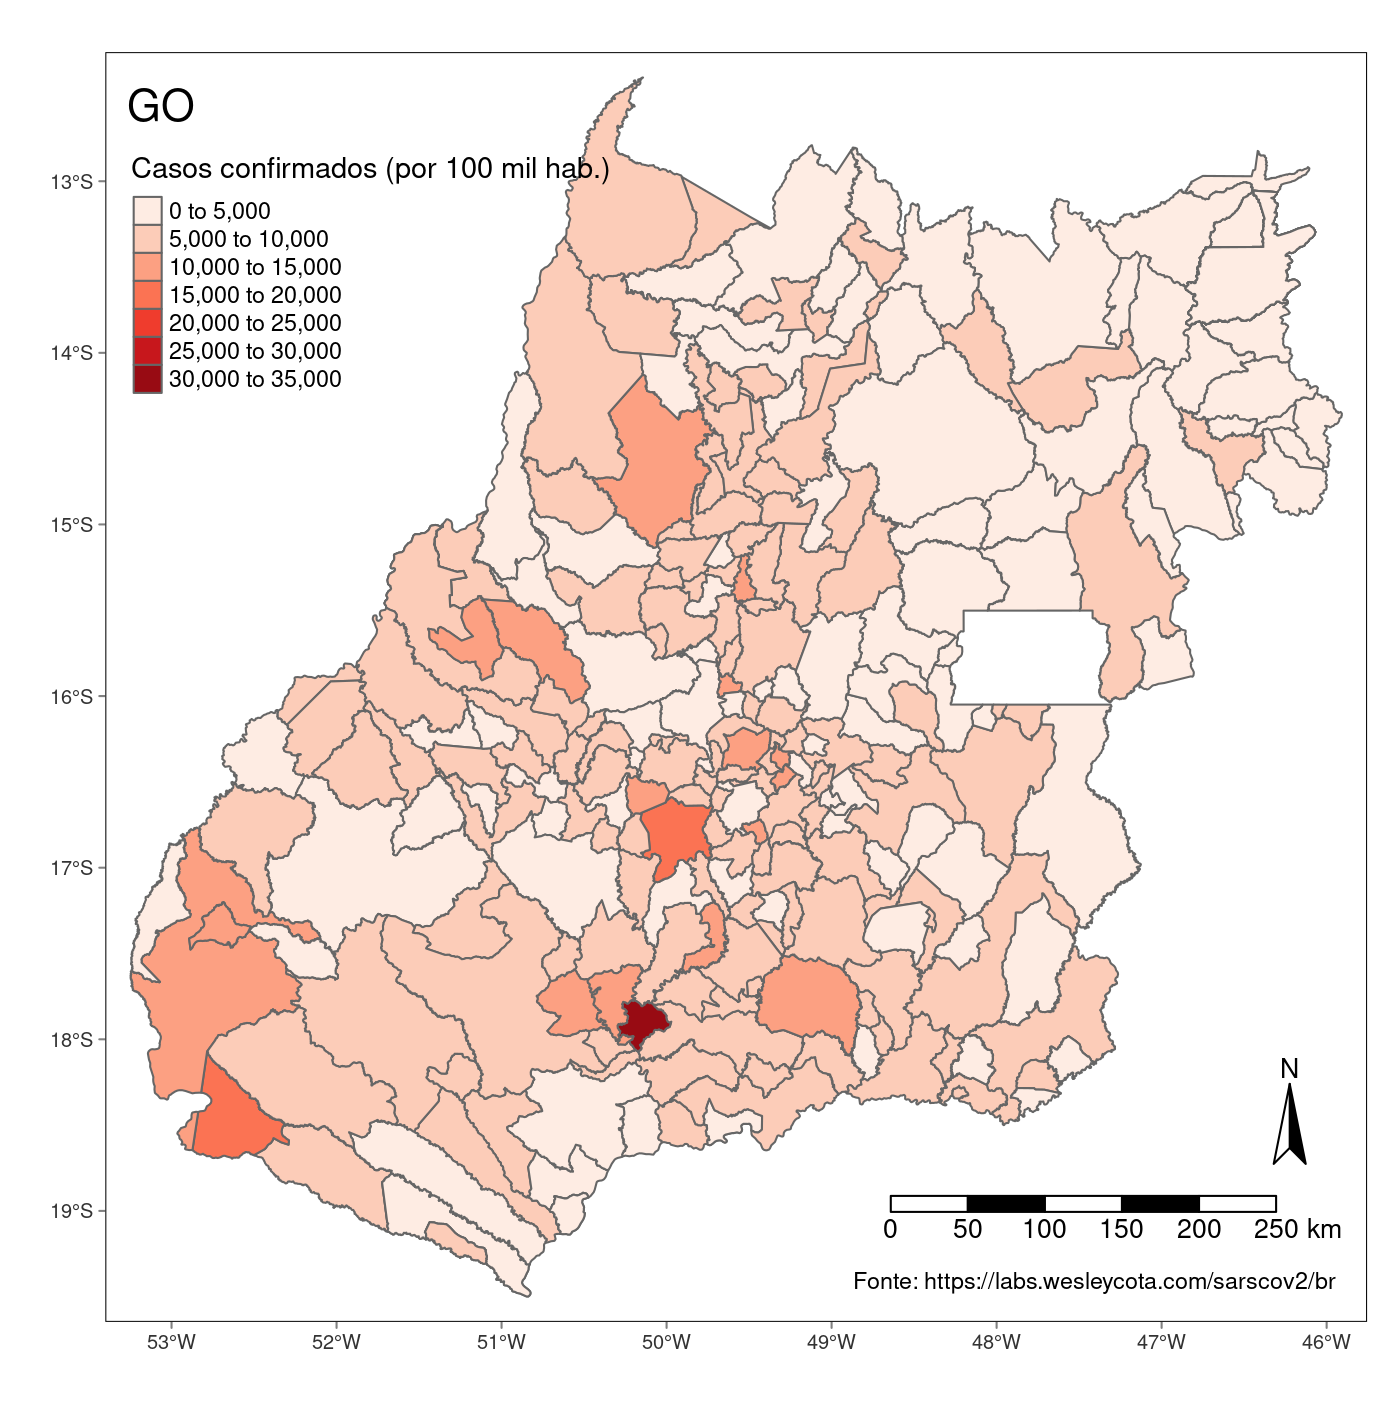 GO
Casos confirmados (por 100 mil hab.)
0 to 5,000
5,000 to 10,000
10,000 to 15,000
15,000 to 20,000
20,000 to 25,000
25,000 to 30,000
30,000 to 35,000
13°S
14°S
15°S
16°S
17°S
18°S
19°S
N
0 50 100 150 200 250 km
Fonte: https://labs.wesleycota.com/sarscov2/br
53°W 52°W 51°W 50°W 49°W 48°W 47°W 46°W